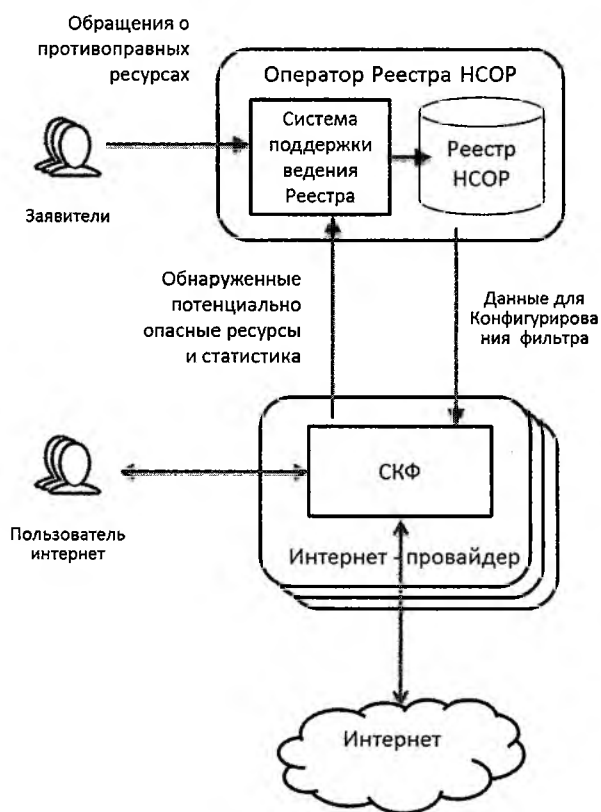 Обращения о
противоправных
ресурсах
Оператор Реестра НСОР
Система
поддержки
ведения
Реестра
Реестр
НСОР
Заявители
Обнаруженные
потенциально
опасные ресурсы
и статистика
Данные для
Конфигурирова
ния фильтра
СКФ
Пользователь
интернет
Интернет - провайдер
Интернет